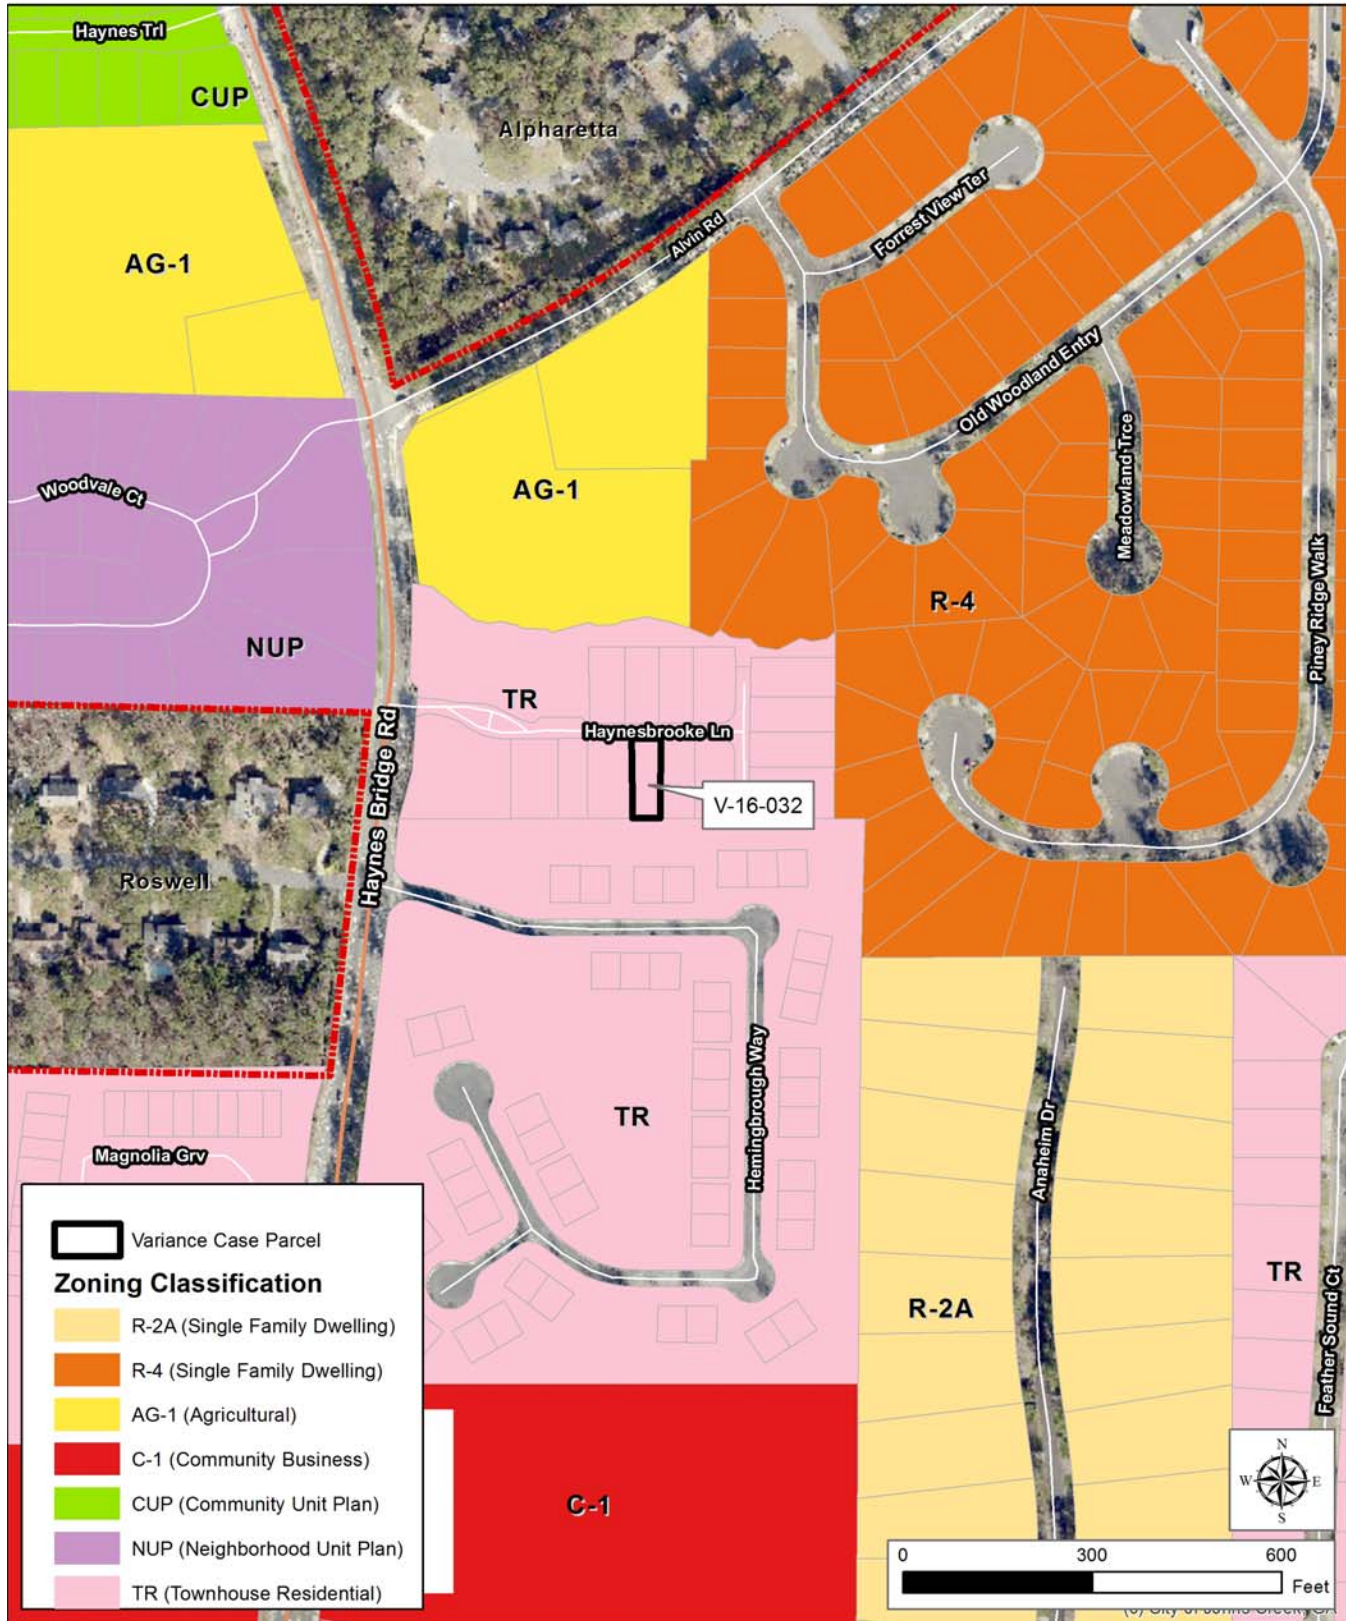 Haynes Trl
CUP
Alpharetta
AG-1
Alvin Rd
Forrest View Ter
Old Woodland Entry
Meadowland Trce
Piney Ridge Walk
AG-1
Woodvale Ct
R-4
NUP
TR
Haynesbrooke Ln
V-16-032
Haynes Bridge Rd
Roswell
Hemingbrough Way
TR
Anaheim Dr
Magnolia Grv
R-2A
TR
Feather Sound Ct
C-1
Variance Case Parcel
Zoning Classification
R-2A (Single Family Dwelling)
R-4 (Single Family Dwelling)
AG-1 (Agricultural)
C-1 (Community Business)
CUP (Community Unit Plan)
NUP (Neighborhood Unit Plan)
TR (Townhouse Residential)
N
W E
S
0 300 600
Feet